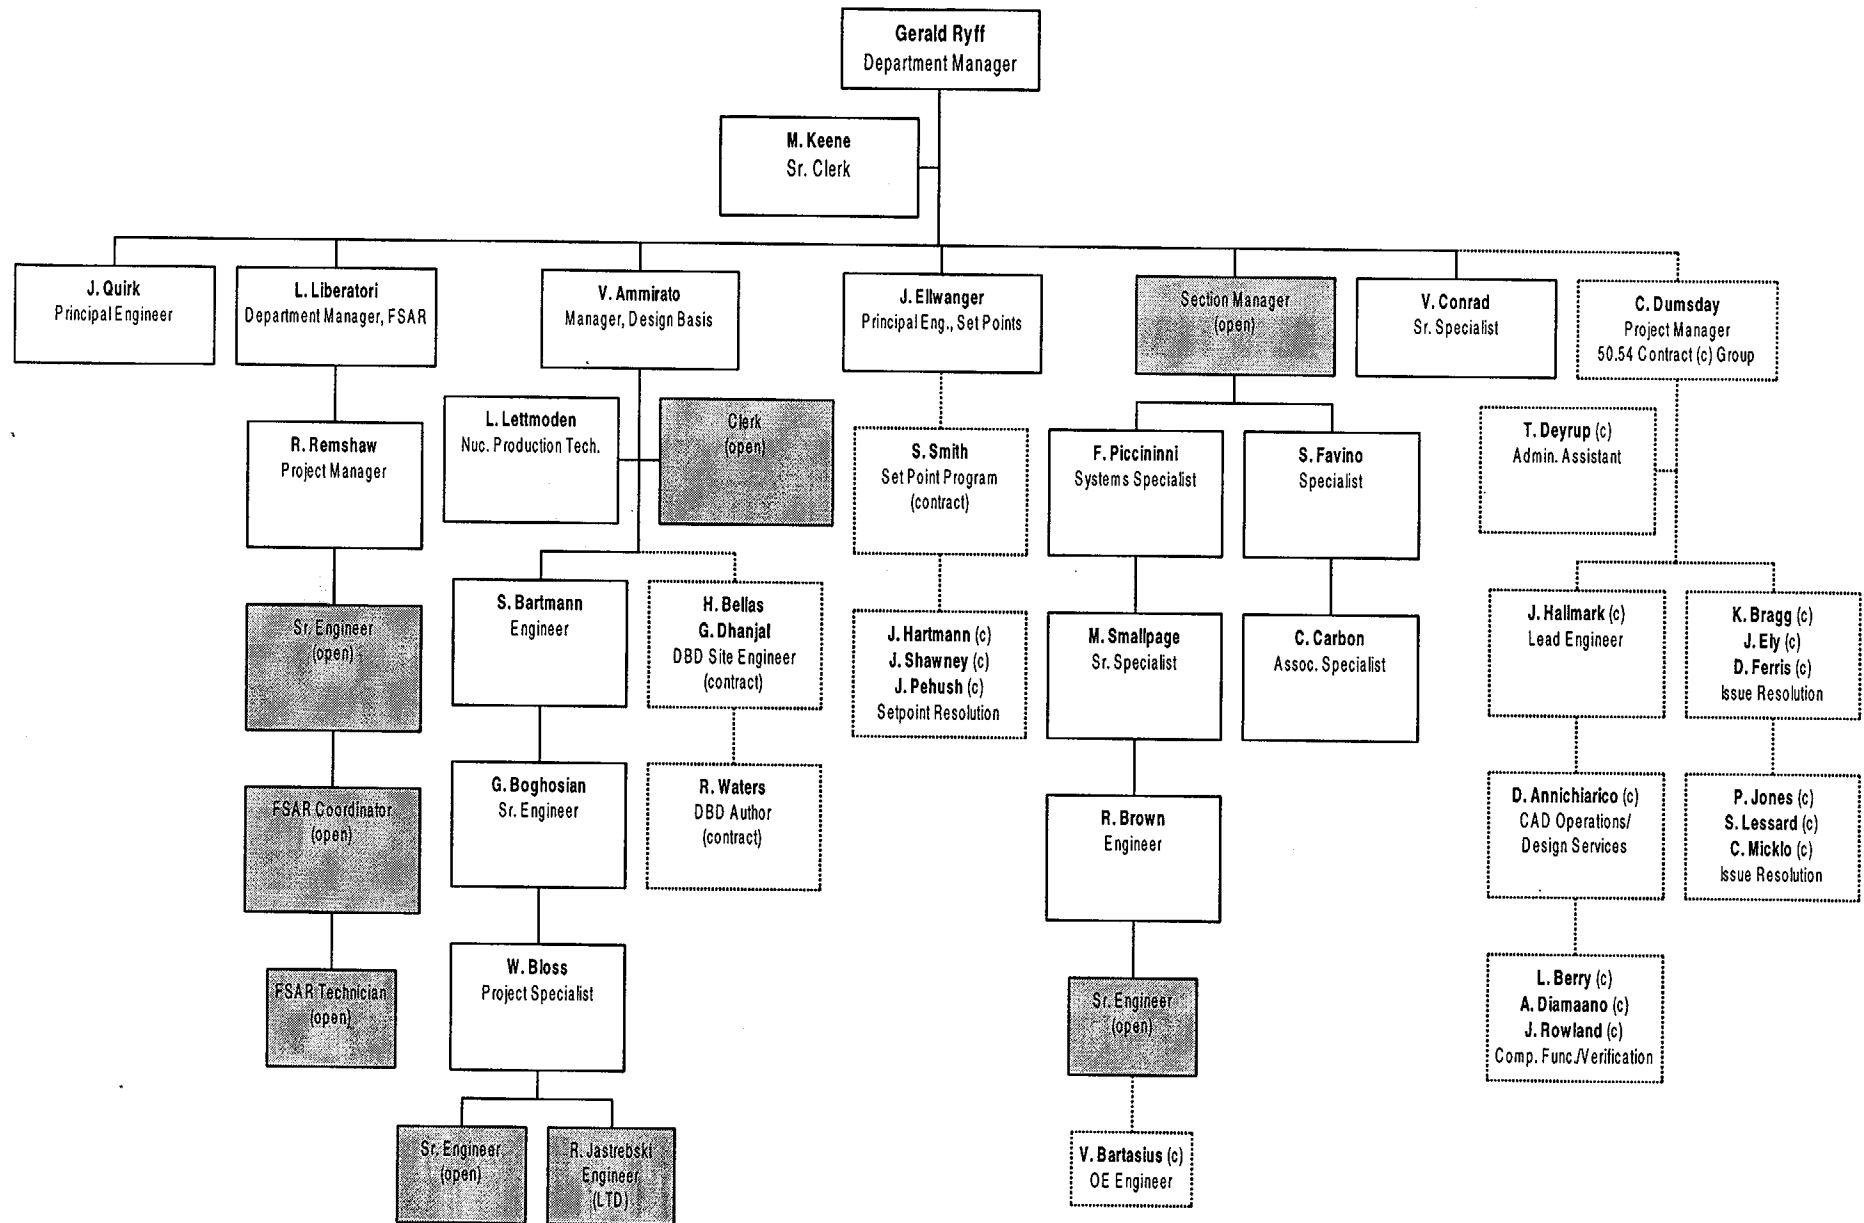 Gerald Ryff
Department Manager
M. Keene
Sr. Clerk
J. Quirk
Principal Engineer
L. Liberatori
Department Manager, FSAR
V. Ammirato
Manager, Design Basis
J. Ellwanger
Principal Eng., Set Points
Section Manager
(open)
V. Conrad
Sr. Specialist
C. Dumsday
Project Manager
50.54 Contract (c) Group
R. Remshaw
Project Manager
L. Lettmoden
Nuc. Production Tech.
Clerk
(open)
S. Smith
Set Point Program
(contract)
F. Piccininni
Systems Specialist
S. Favino
Specialist
T. Deyrup (c)
Admin. Assistant
Sr. Engineer
(open)
S. Bartmann
Engineer
H. Bellas
G. Dhanjal
DBD Site Engineer
(contract)
J. Hartmann (c)
J. Shawney (c)
J. Pehush (c)
Setpoint Resolution
M. Smallpage
Sr. Specialist
C. Carbon
Assoc. Specialist
J. Hallmark (c)
Lead Engineer
K. Bragg (c)
J. Ely (c)
D. Ferris (c)
Issue Resolution
FSAR Coordinator
(open)
G. Boghosian
Sr. Engineer
R. Waters
DBD Author
(contract)
R. Brown
Engineer
D. Annichiarico (c)
CAD Operations/
Design Services
P. Jones (c)
S. Lessard (c)
C. Micklo (c)
Issue Resolution
FSAR Technician
(open)
W. Bloss
Project Specialist
Sr. Engineer
(open)
L. Berry (c)
A. Diamaano (c)
J. Rowland (c)
Comp. Func./Verification
Sr. Engineer
(open)
R. Jastrebski
Engineer
(LTD)
V. Bartasius (c)
OE Engineer